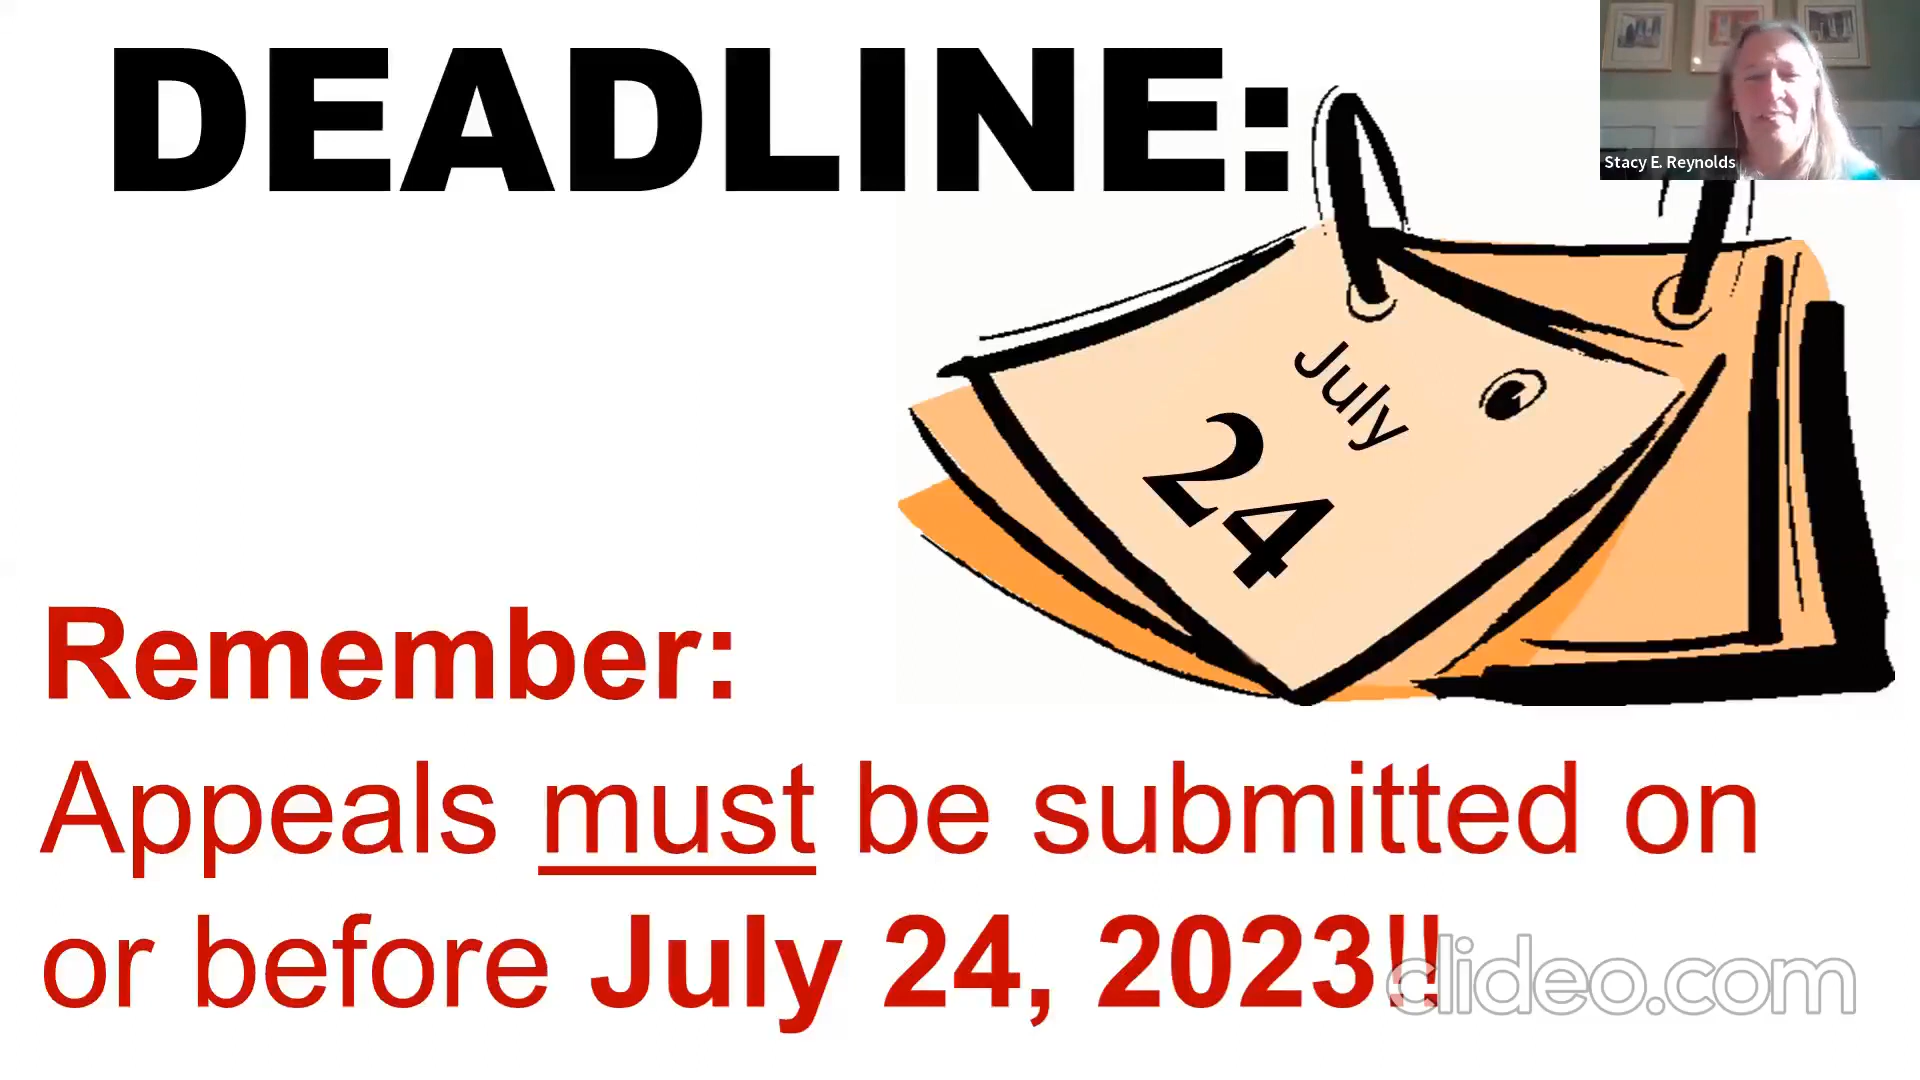 DEADLINE:
Stacy E. Reynolds
July
24
Remember:
Appeals must be submitted on
or before July 24, 2023!!
clideo.com